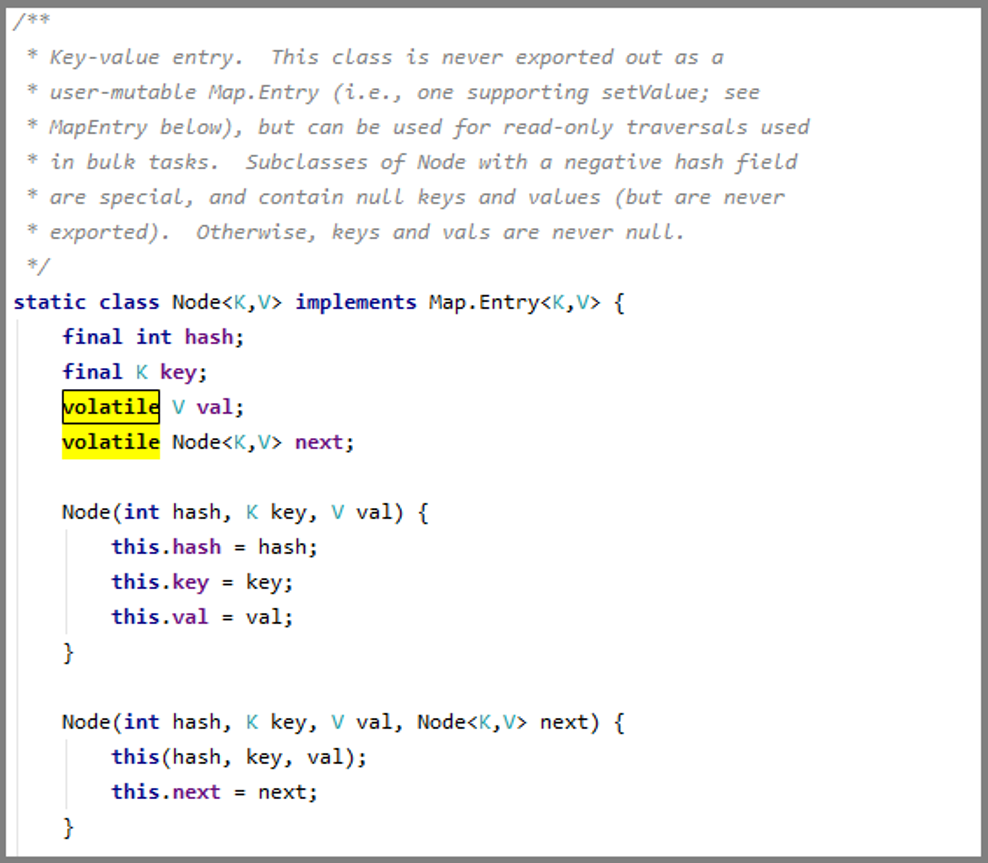 /**
 * Key-value entry.  This class is never exported out as a
 * user-mutable Map.Entry (i.e., one supporting setValue; see
 * MapEntry below), but can be used for read-only traversals used
 * in bulk tasks.  Subclasses of Node with a negative hash field
 * are special, and contain null keys and values (but are never
 * exported).  Otherwise, keys and vals are never null.
 */
static class Node<K,V> implements Map.Entry<K,V> {
    final int hash;
    final K key;
    volatile V val;
    volatile Node<K,V> next;

    Node(int hash, K key, V val) {
        this.hash = hash;
        this.key = key;
        this.val = val;
    }

    Node(int hash, K key, V val, Node<K,V> next) {
        this(hash, key, val);
        this.next = next;
    }